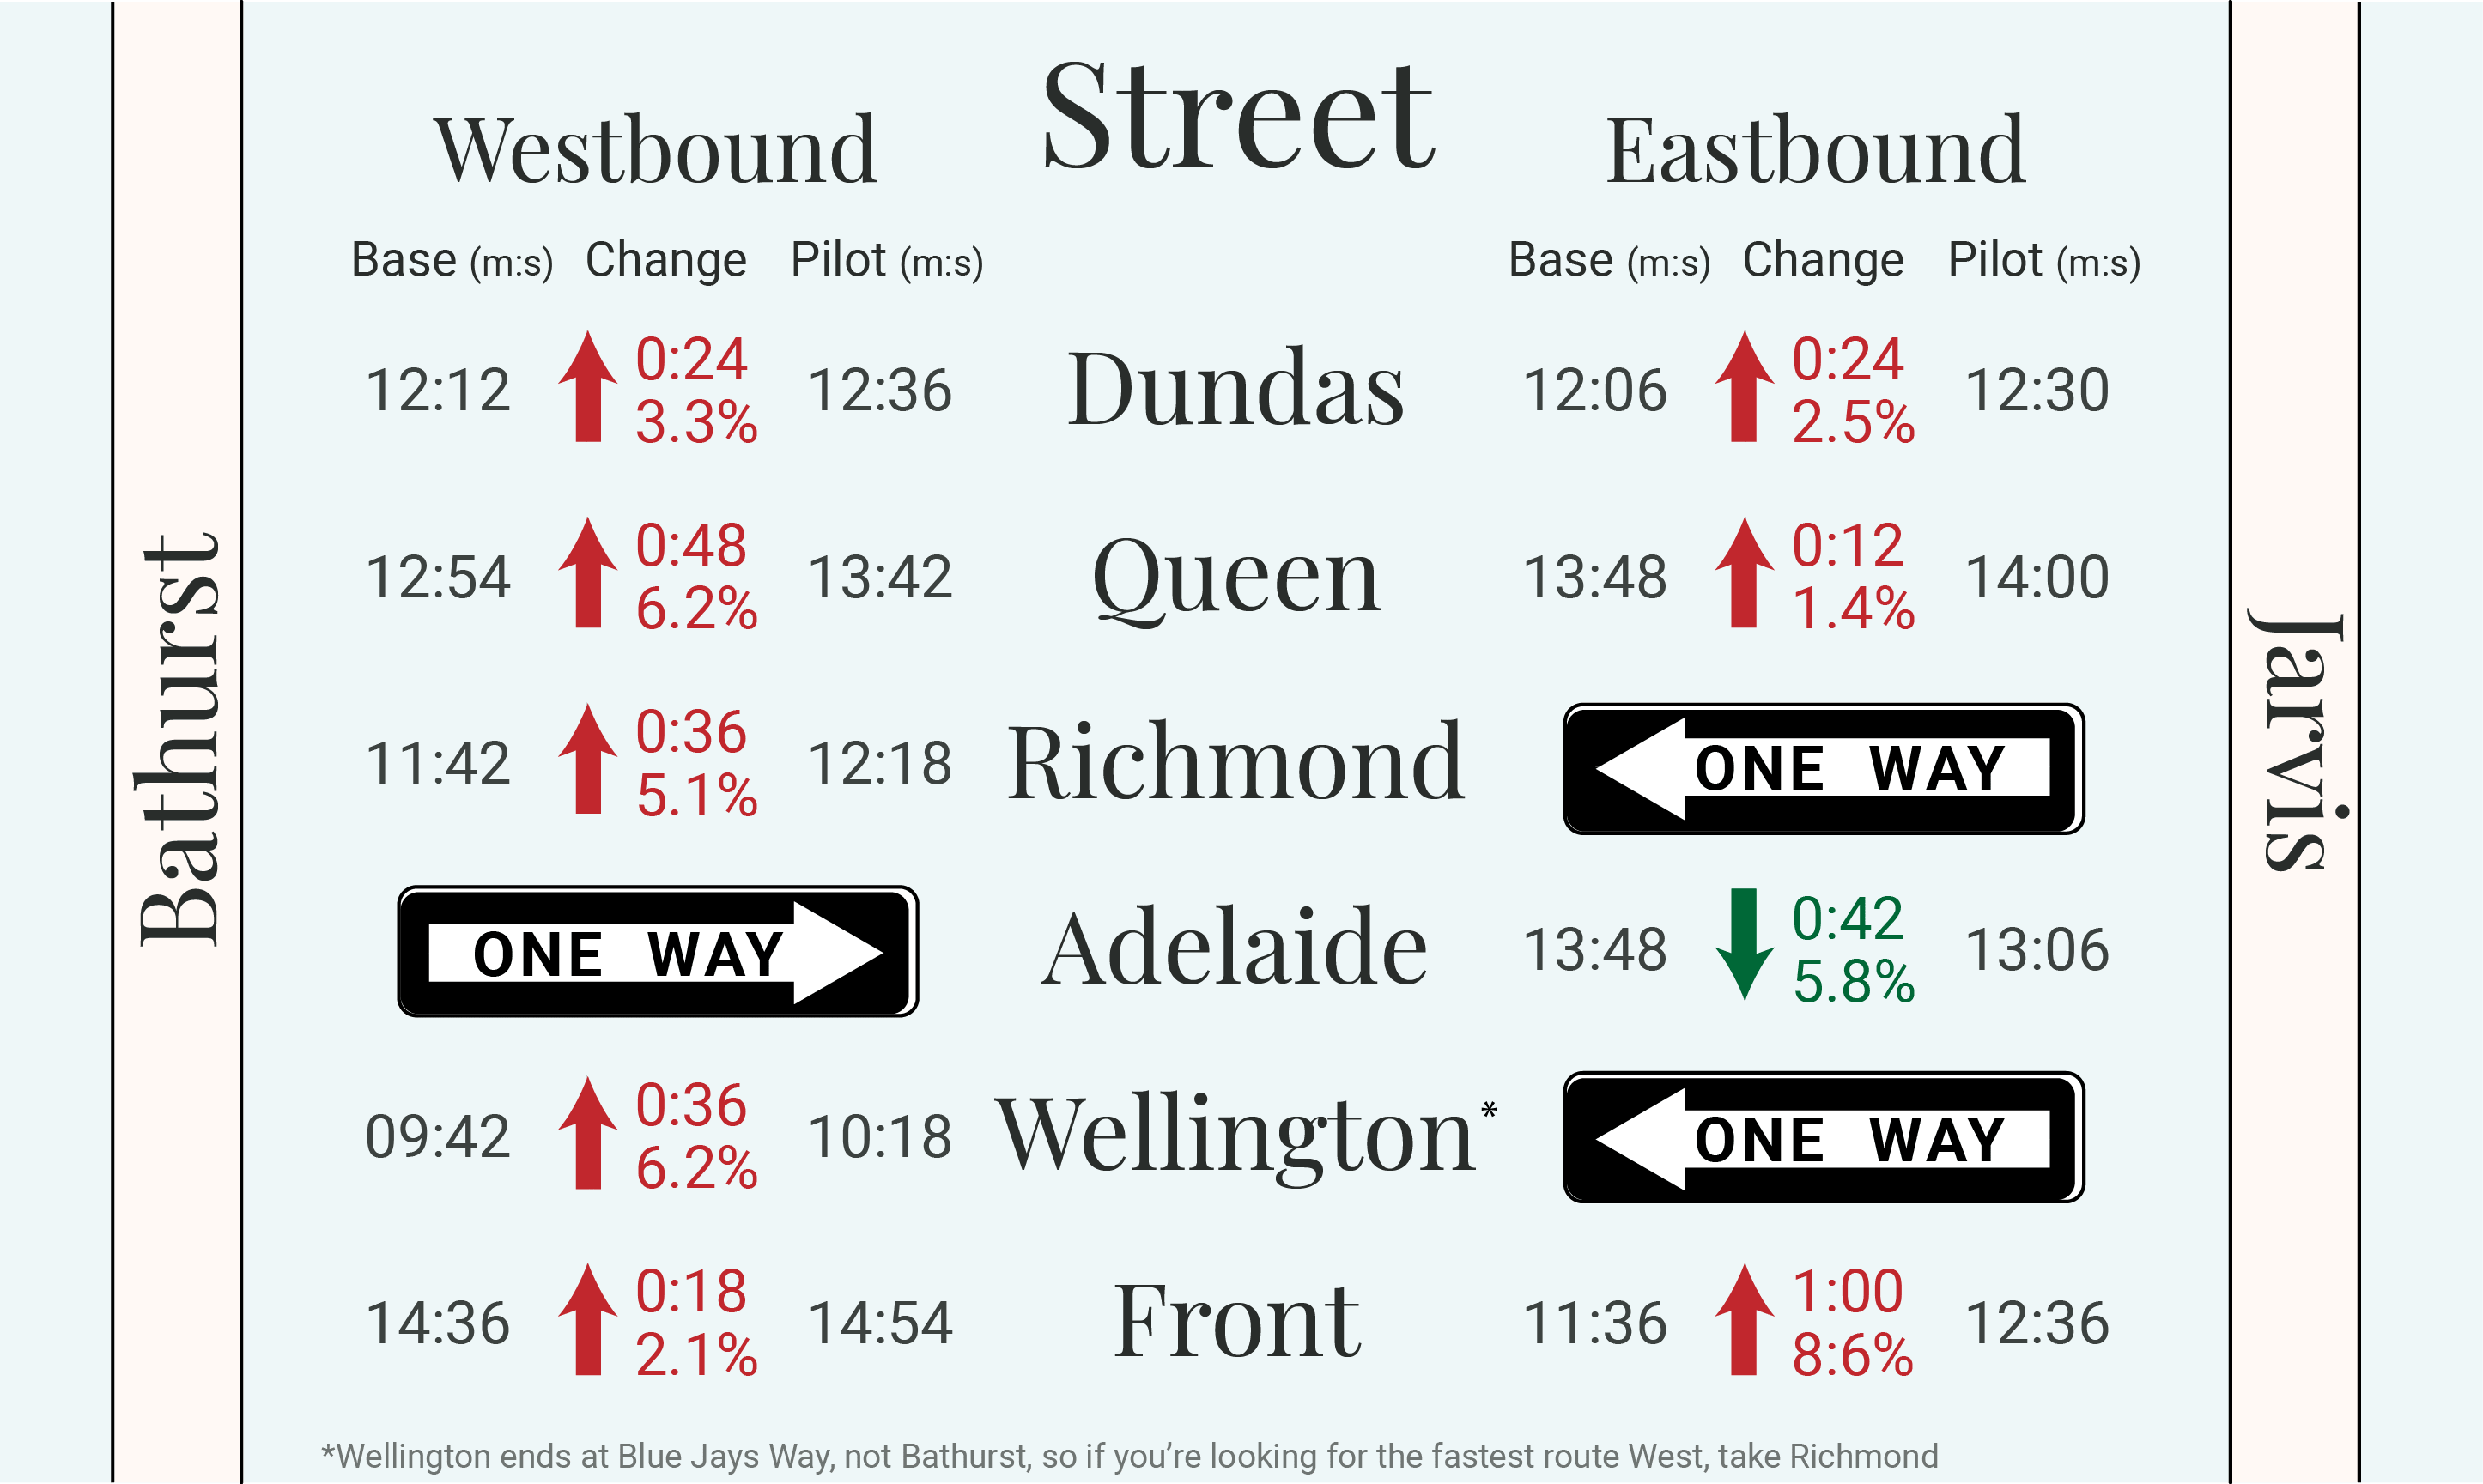 Street
Westbound
Eastbound
Base (m:s) Change Pilot (m:s)
Base (m:s) Change Pilot (m:s)
Bathurst
Jarvis
12:12 0:24 3.3% 12:36 Dundas 12:06 0:24 2.5% 12:30
12:54 0:48 6.2% 13:42 Queen 13:48 0:12 1.4% 14:00
11:42 0:36 5.1% 12:18 Richmond ONE WAY
ONE WAY Adelaide 13:48 0:42 5.8% 13:06
09:42 0:36 6.2% 10:18 Wellington* ONE WAY
14:36 0:18 2.1% 14:54 Front 11:36 1:00 8:6% 12:36
*Wellington ends at Blue Jays Way, not Bathurst, so if you’re looking for the fastest route West, take Richmond